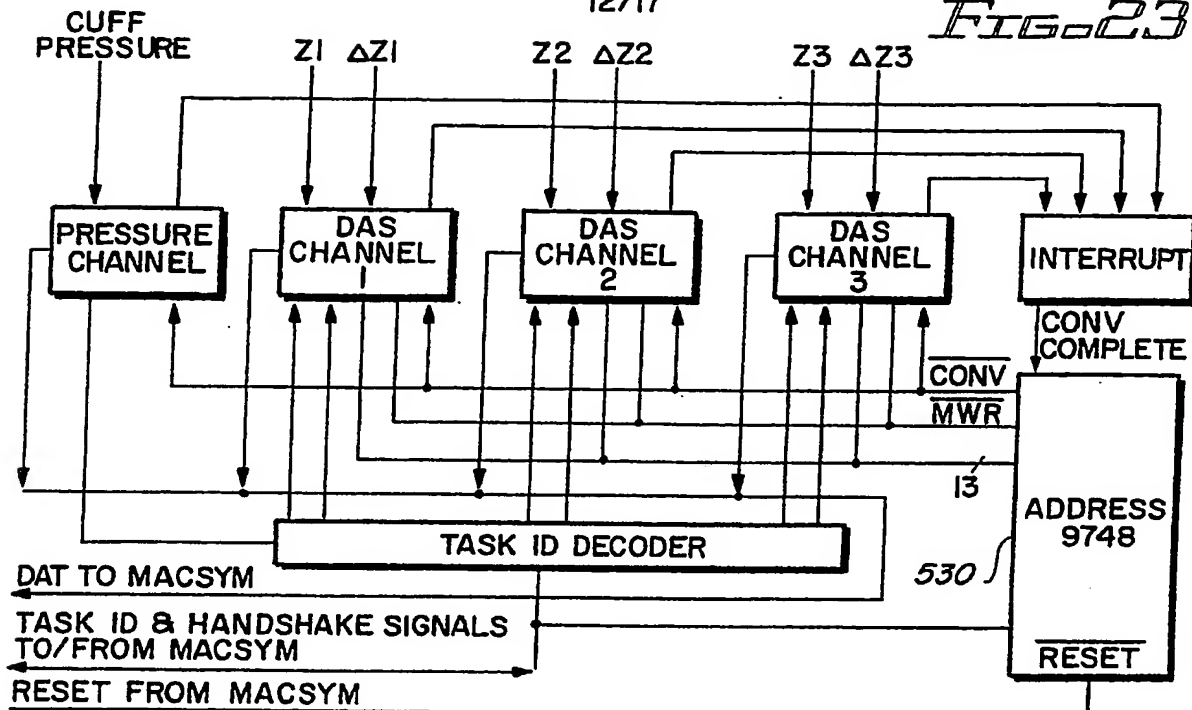 12/17
FIG. 23
CUFF
PRESSURE
Z1 ΔZ1
Z2 ΔZ2
Z3 ΔZ3
PRESSURE
CHANNEL
DAS
CHANNEL
1
DAS
CHANNEL
2
DAS
CHANNEL
3
INTERRUPT
CONV
COMPLETE
CONV
MWR
13
ADDRESS
9748
530
TASK ID DECODER
DAT TO MACSYM
TASK ID & HANDSHAKE SIGNALS
TO/FROM MACSYM
RESET
RESET FROM MACSYM